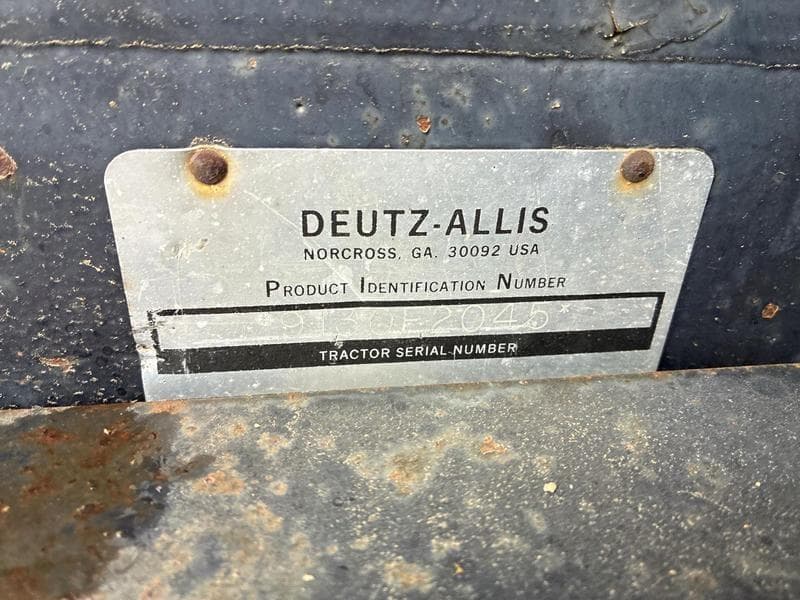 DEUTZ-ALLIS
NORCROSS, GA. 30092 USA
PRODUCT IDENTIFICATION NUMBER
TRACTOR SERIAL NUMBER